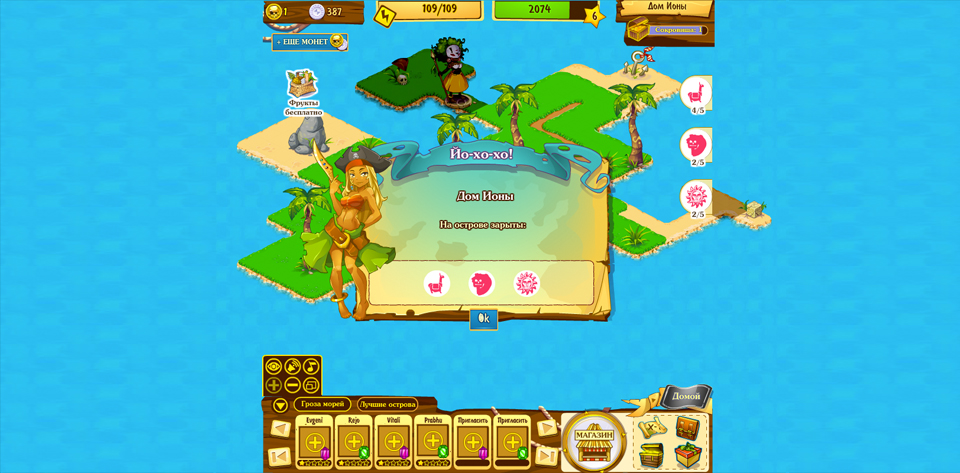 1
387
109/109
2074
6
Дом Ионы
Сокровища: 1
+ ЕЩЕ МОНЕТ
Фрукты
бесплатно
4/5
2/5
2/5
Йо-хо-хо!
Дом Ионы
На острове зарыты:
Ok
Гроза морей
Лучшие острова
Домой
Evgeni
Rajo
Vitali
Prabhu
Пригласить
Пригласить
МАГАЗИН